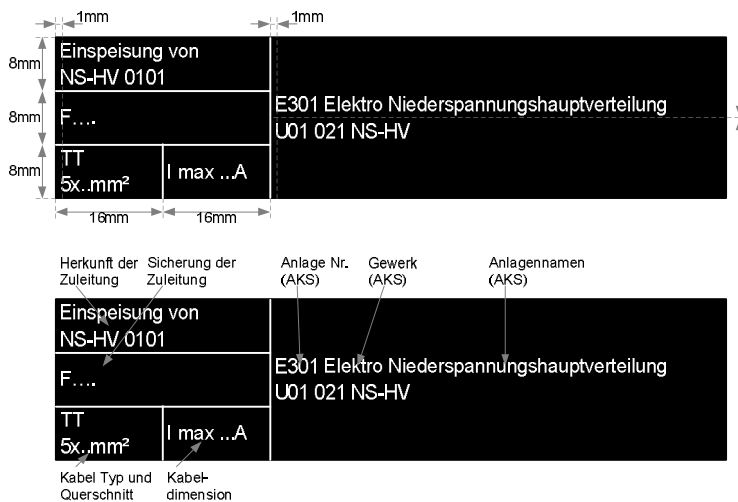 1mm
1mm
8mm
Einspeisung von
NS-HV 0101
8mm
F....
E301 Elektro Niederspannungshauptverteilung
U01 021 NS-HV
8mm
TT
5x..mm²
I max ...A
16mm
16mm
Herkunft der
Zuleitung
Sicherung der
Zuleitung
Anlage Nr.
(AKS)
Gewerk
(AKS)
Anlagennamen
(AKS)
Einspeisung von
NS-HV 0101
F....
E301 Elektro Niederspannungshauptverteilung
U01 021 NS-HV
TT
5x..mm²
I max ...A
Kabel Typ und
Querschnitt
Kabel-
dimension